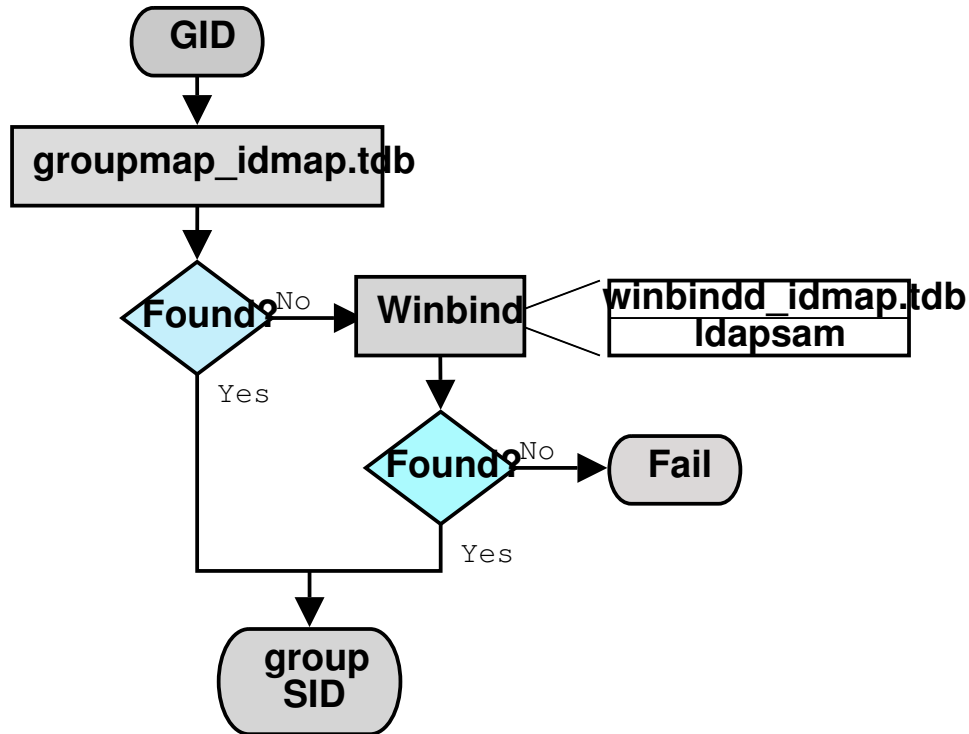 GID
groupmap_idmap.tdb
Found?
No
Winbind
winbindd_idmap.tdb
ldapsam
Yes
Found?
No
Fail
Yes
group
SID